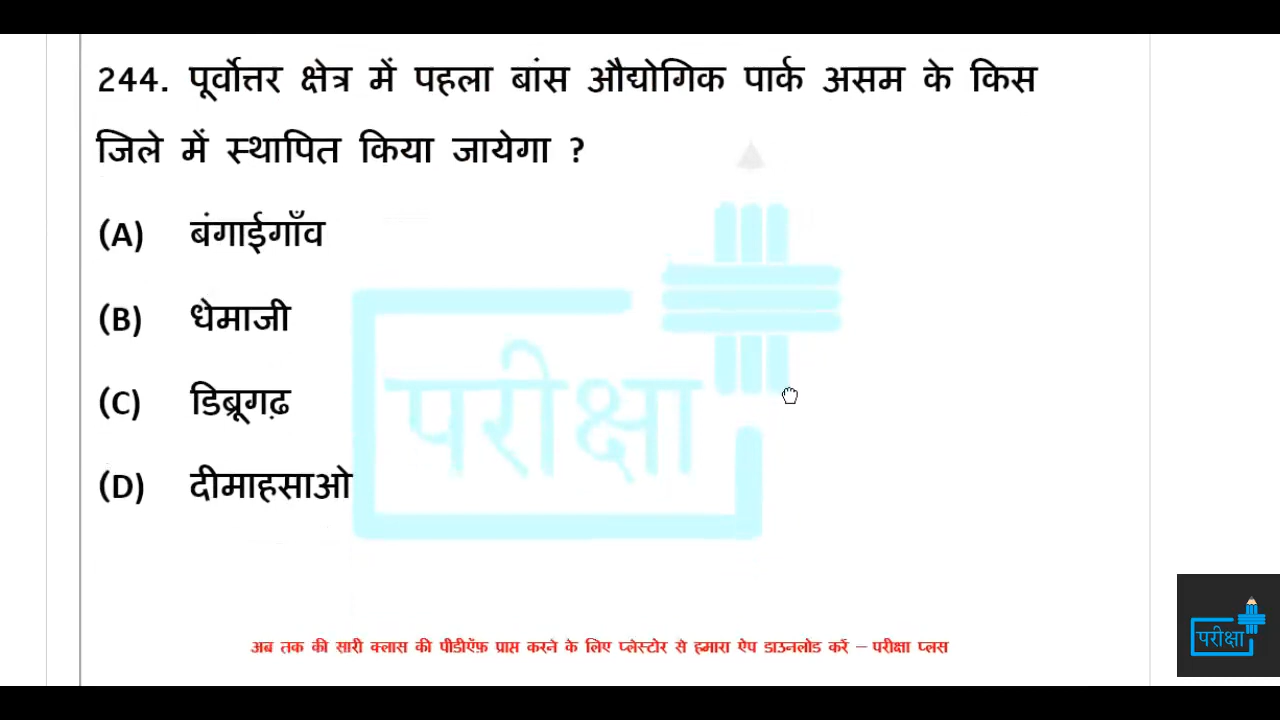 244. पूर्वोत्तर क्षेत्र में पहला बांस औद्योगिक पार्क असम के किस
जिले में स्थापित किया जायेगा ?
(A) बंगाईगाँव
(B) धेमाजी
(C) डिब्रूगढ़
(D) दीमाहसाओ
परीक्षा
अब तक की सारी क्लास की पीडीऍफ़ प्राप्त करने के लिए प्लेस्टोर से हमारा ऐप डाउनलोड करें – परीक्षा प्लस
परीक्षा